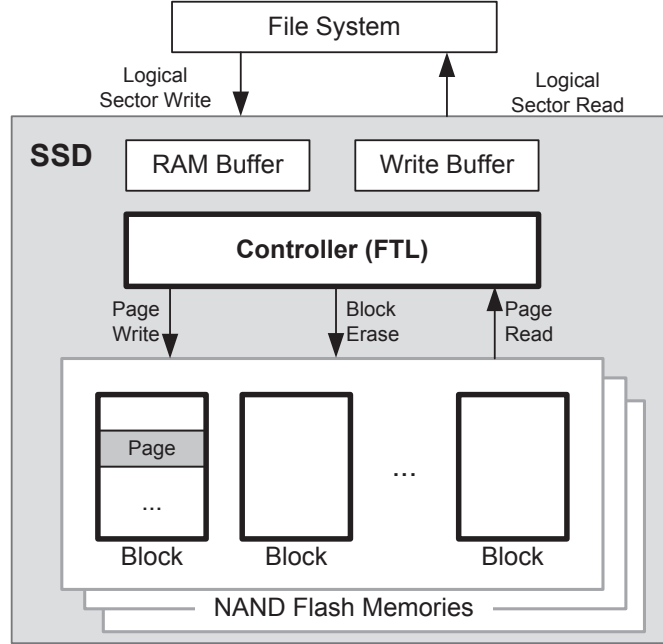 File System
Logical
Sector Write
Logical
Sector Read
SSD
RAM Buffer
Write Buffer
Controller (FTL)
Page
Write
Block
Erase
Page
Read
Page
...
...
Block
Block
Block
NAND Flash Memories